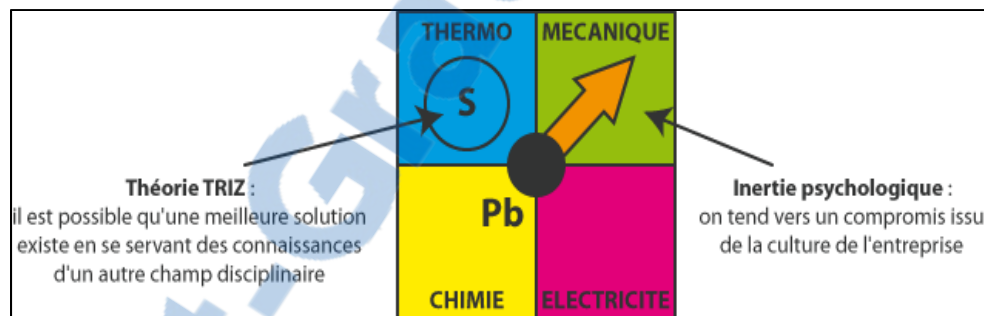 THERMO
MECANIQUE
S
Théorie TRIZ :
il est possible qu'une meilleure solution
existe en se servant des connaissances
d'un autre champ disciplinaire
Pb
Inertie psychologique :
on tend vers un compromis issu
de la culture de l'entreprise
CHIMIE
ELECTRICITE